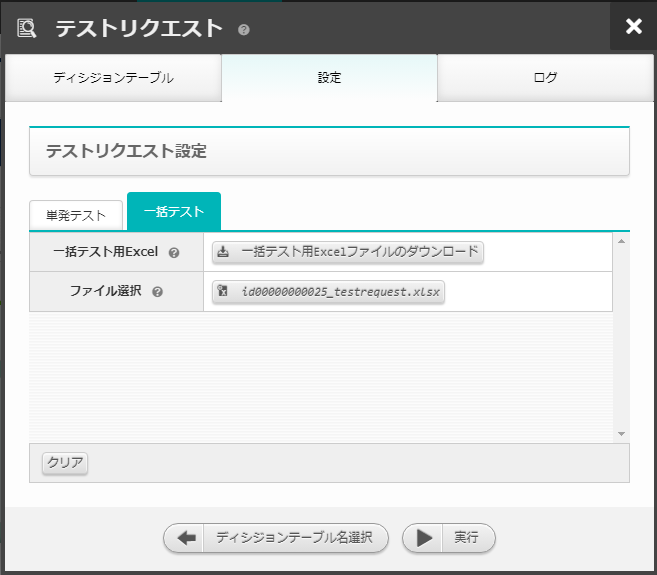 テストリクエスト
ディシジョンテーブル
設定
ログ
テストリクエスト設定
単発テスト
一括テスト
一括テスト用Excel
一括テスト用Excelファイルのダウンロード
ファイル選択
id00000000025_testrequest.xlsx
クリア
ディシジョンテーブル名選択
実行